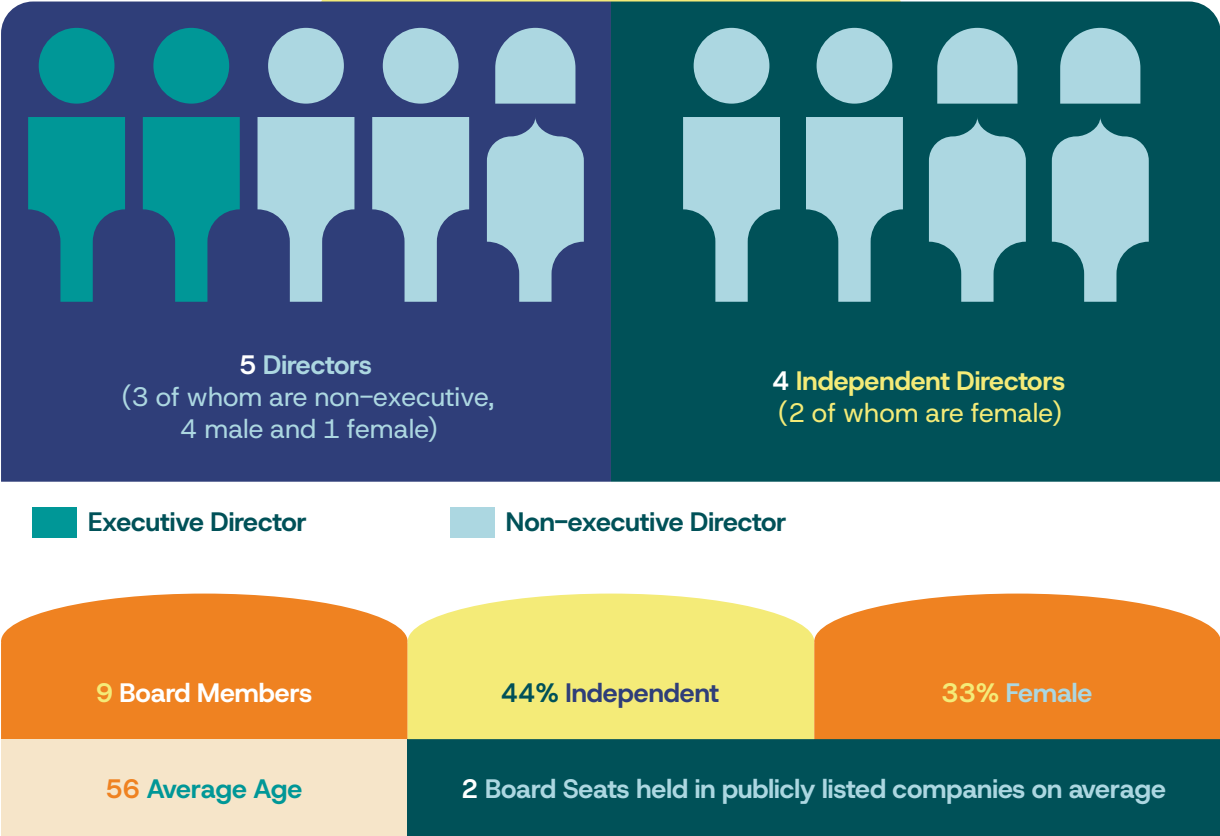 5 Directors
(3 of whom are non-executive,
4 male and 1 female)
4 Independent Directors
(2 of whom are female)
Executive Director
Non-executive Director
9 Board Members
44% Independent
33% Female
56 Average Age
2 Board Seats held in publicly listed companies on average